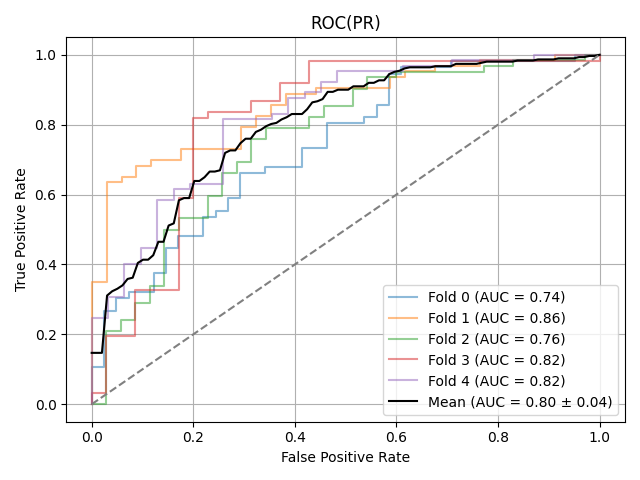 ROC(PR)
True Positive Rate
1.0
0.8
0.6
0.4
0.2
0.0
Fold 0 (AUC = 0.74)
Fold 1 (AUC = 0.86)
Fold 2 (AUC = 0.76)
Fold 3 (AUC = 0.82)
Fold 4 (AUC = 0.82)
Mean (AUC = 0.80 ± 0.04)
0.0 0.2 0.4 0.6 0.8 1.0
False Positive Rate